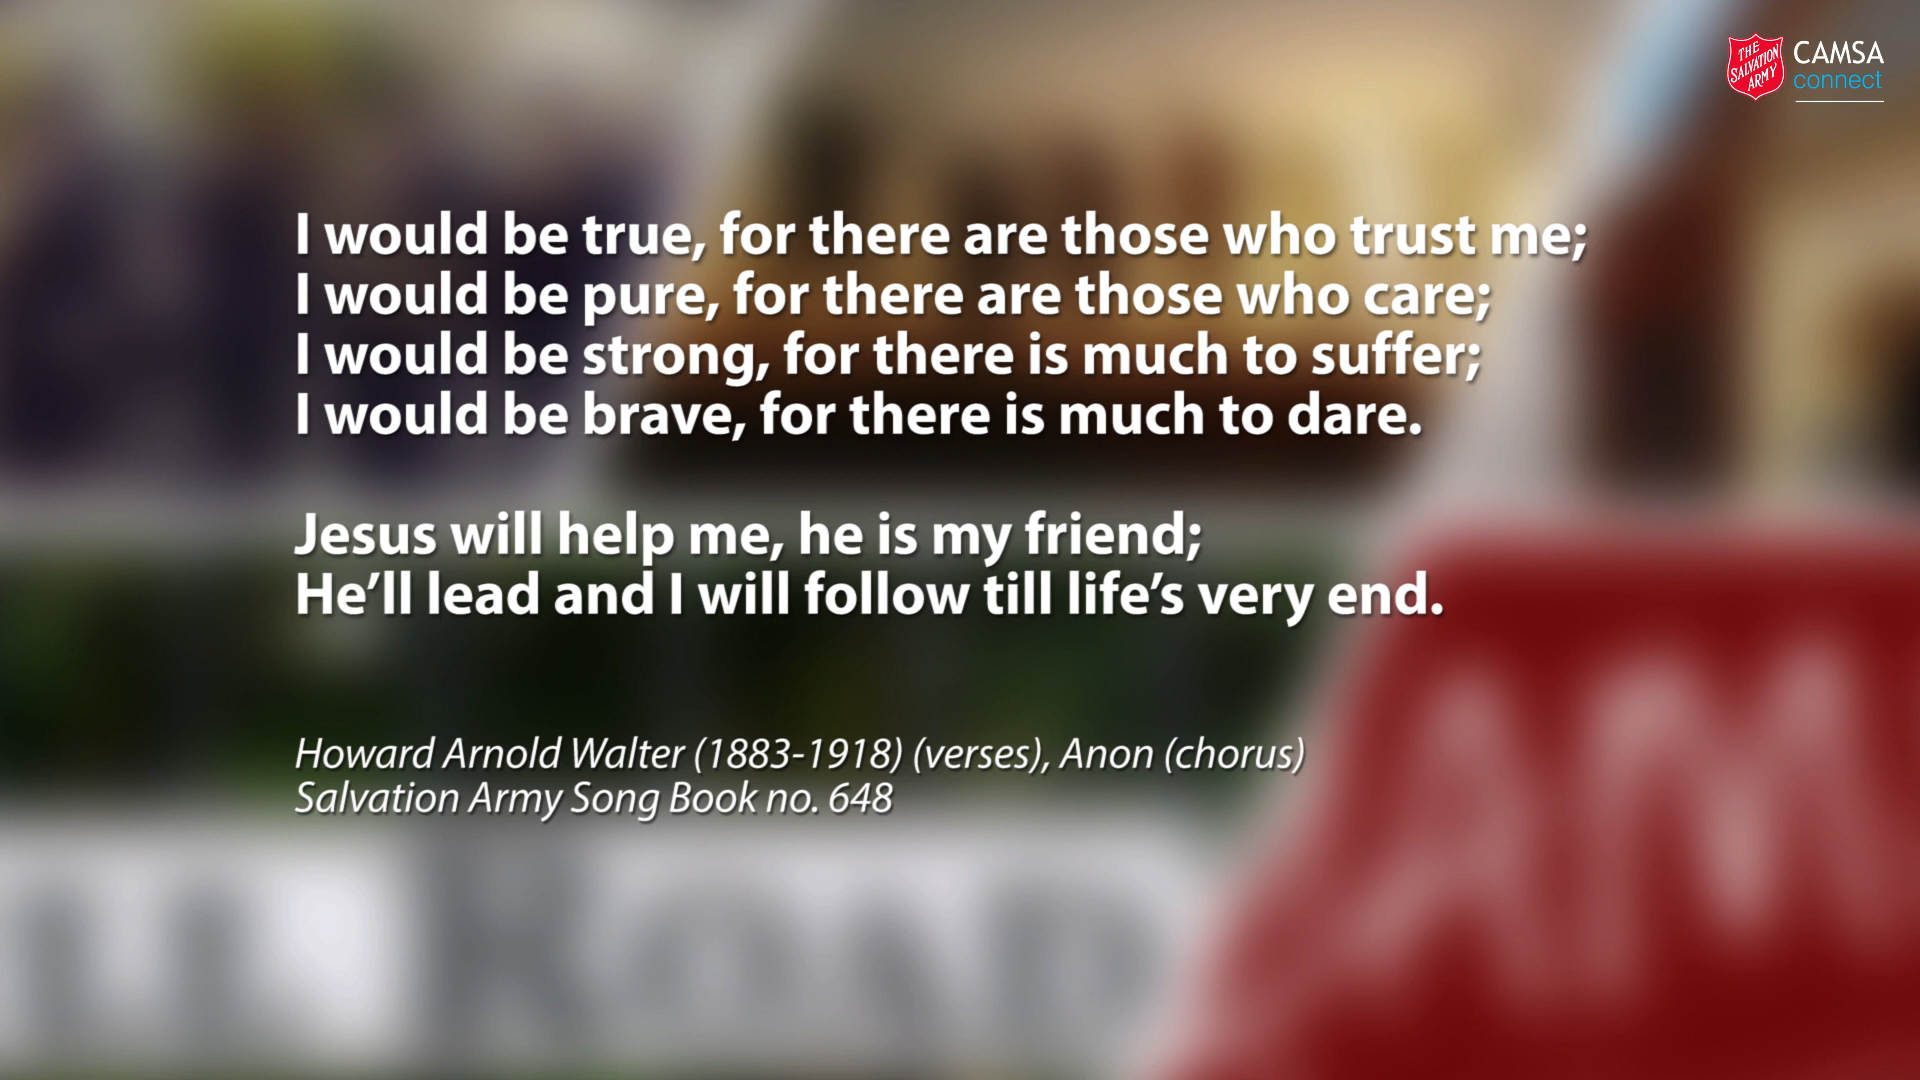 THE
SALVATION
ARMY
CAMSA
connect
I would be true, for there are those who trust me;
I would be pure, for there are those who care;
I would be strong, for there is much to suffer;
I would be brave, for there is much to dare.
Jesus will help me, he is my friend;
He’ll lead and I will follow till life’s very end.
Howard Arnold Walter (1883-1918) (verses), Anon (chorus)
Salvation Army Song Book no. 648